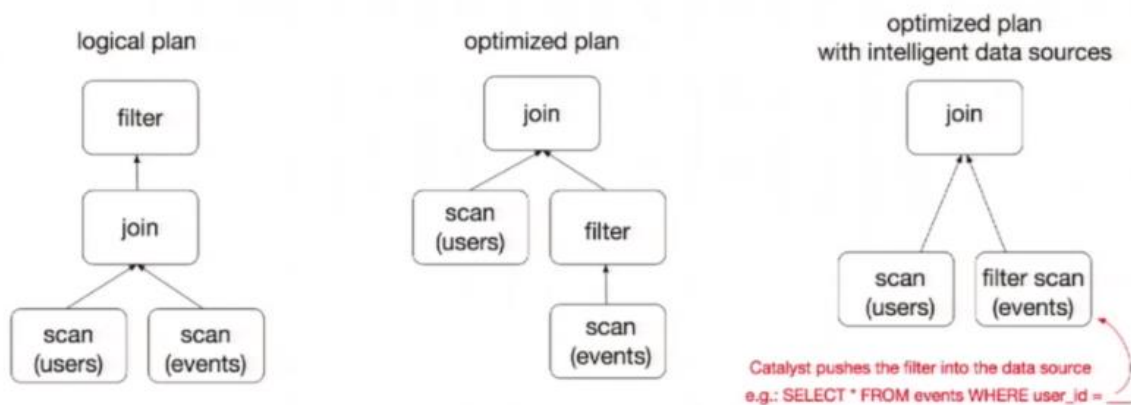 logical plan
filter
join
scan
(users)
scan
(events)
optimized plan
join
scan
(users)
filter
scan
(events)
optimized plan
with intelligent data sources
join
scan
(users)
filter scan
(events)
Catalyst pushes the filter into the data source
e.g.: SELECT * FROM events WHERE user_id = ____